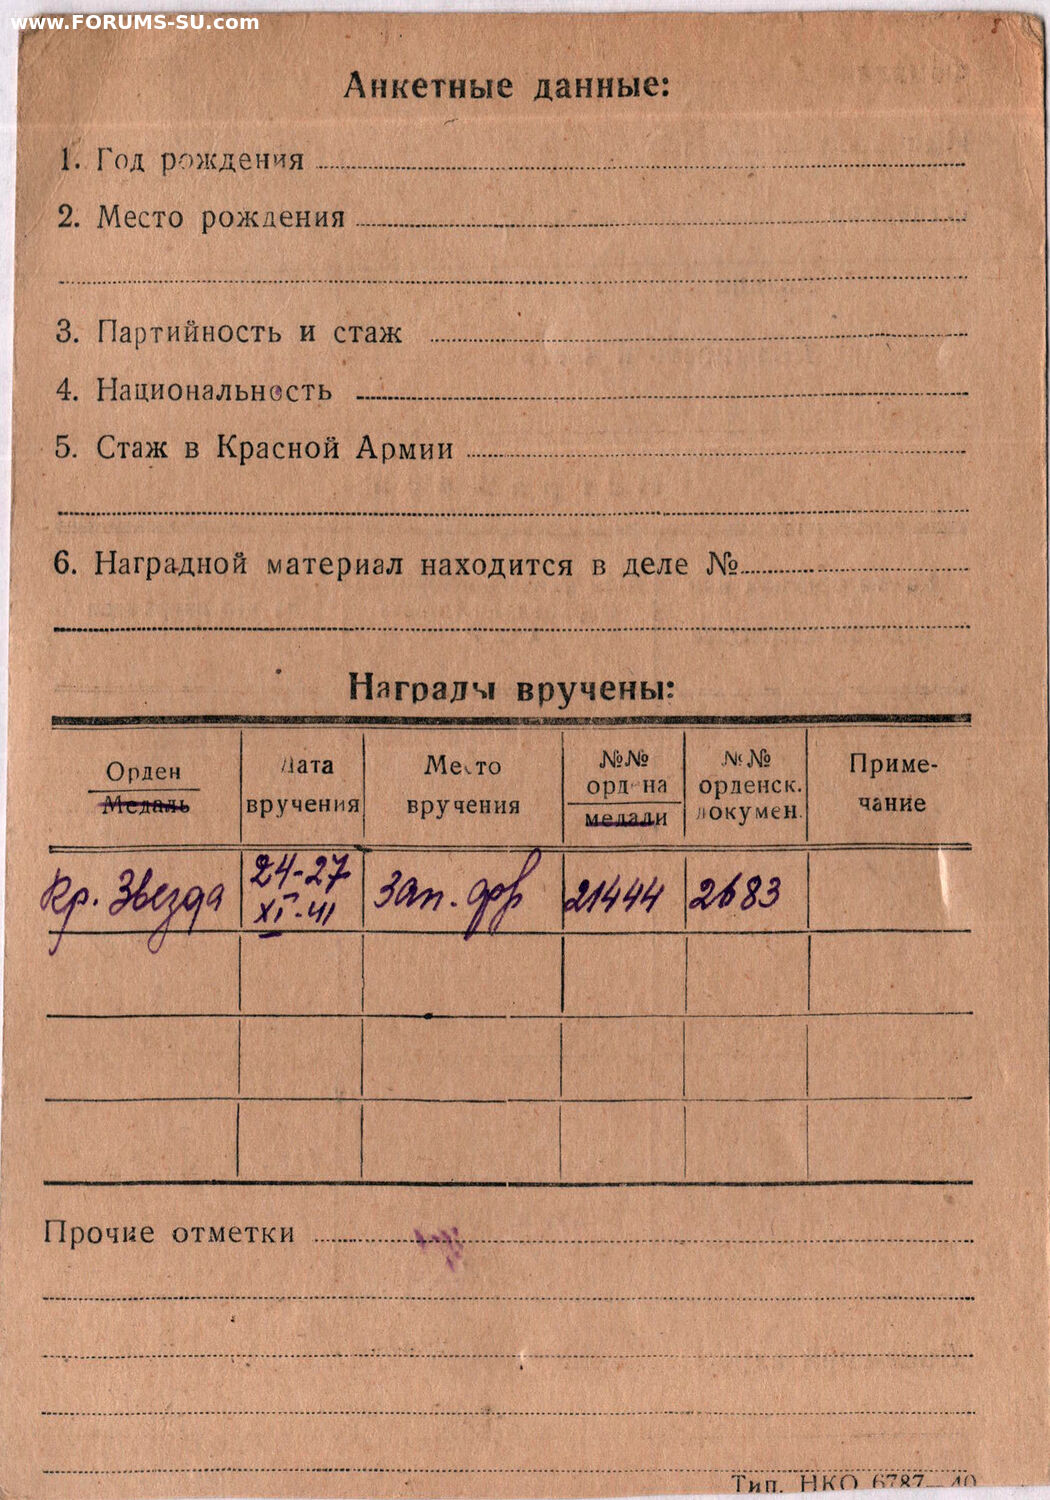 www.FORUMS-SU.com
Анкетные данные:
1. Год рождения
2. Место рождения
3. Партийность и стаж
4. Национальность
5. Стаж в Красной Армии
6. Наградной материал находится в деле №
Награды вручены:
Орден
Медаль
Дата
вручения
Место
вручения
№№
ордена
медали
№№
орденск.
докумен.
Приме-
чание
Кр. Звезда
24-27
XI-41
Зап. фр
21444
2683
Прочие отметки
Тип. НКО 6787—40